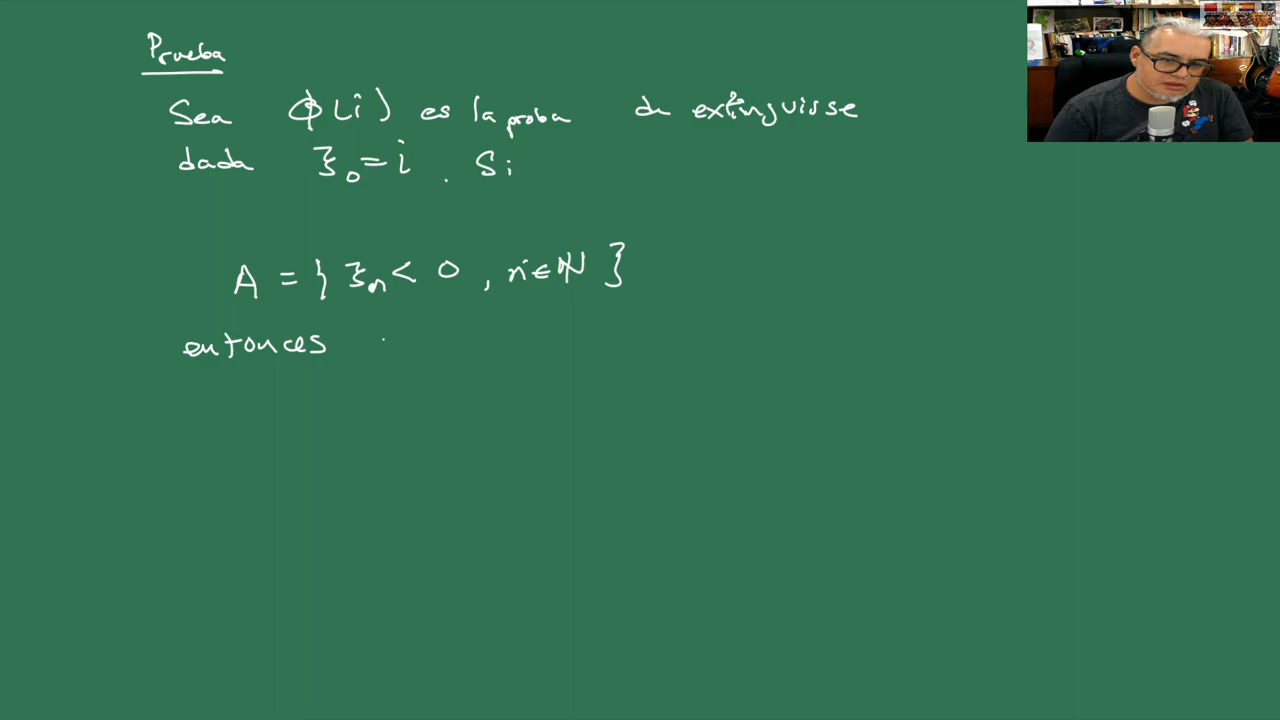 Prueba
Sea ϕ(i) es la proba de extinguirse
dada ξ₀ = i . Si
A = { ξₙ < 0 , n ∈ ℕ }
entonces